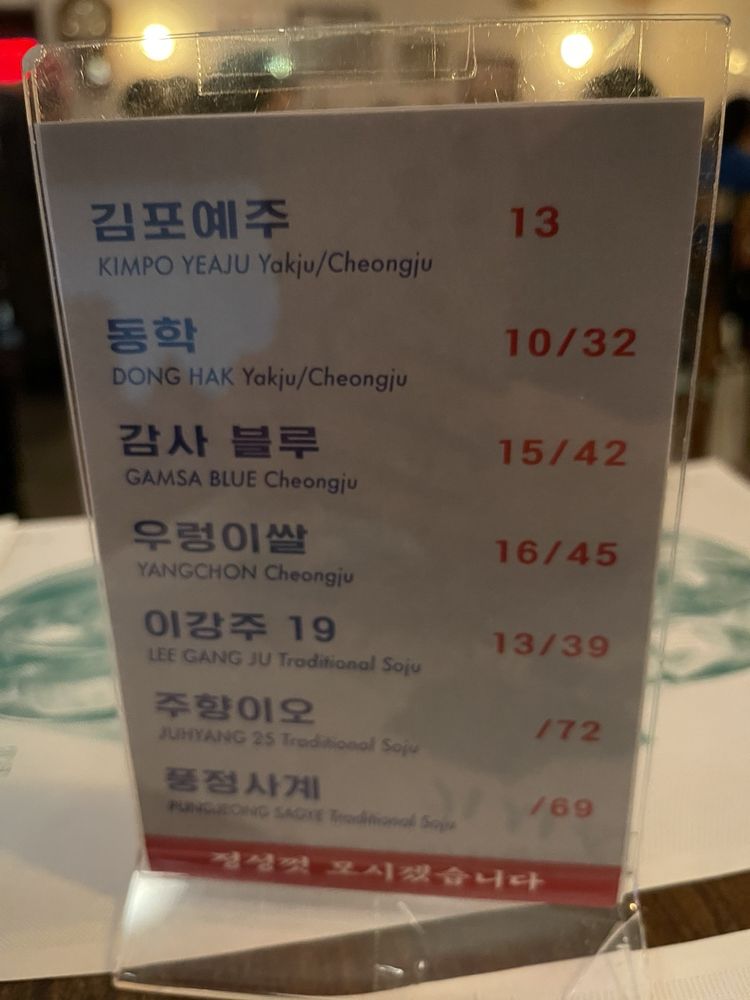 김포예주 13
KIMPO YEAJU Yakju/Cheongju
동학 10/32
DONG HAK Yakju/Cheongju
감사 블루 15/42
GAMSA BLUE Cheongju
우렁이쌀 16/45
YANGCHON Cheongju
이강주 19 13/39
LEE GANG JU Traditional Soju
주향이오 /72
JUHYANG 25 Traditional Soju
풍정사계 /69
PUNGJEONG SAGYE Traditional Soju
정성껏 모시겠습니다